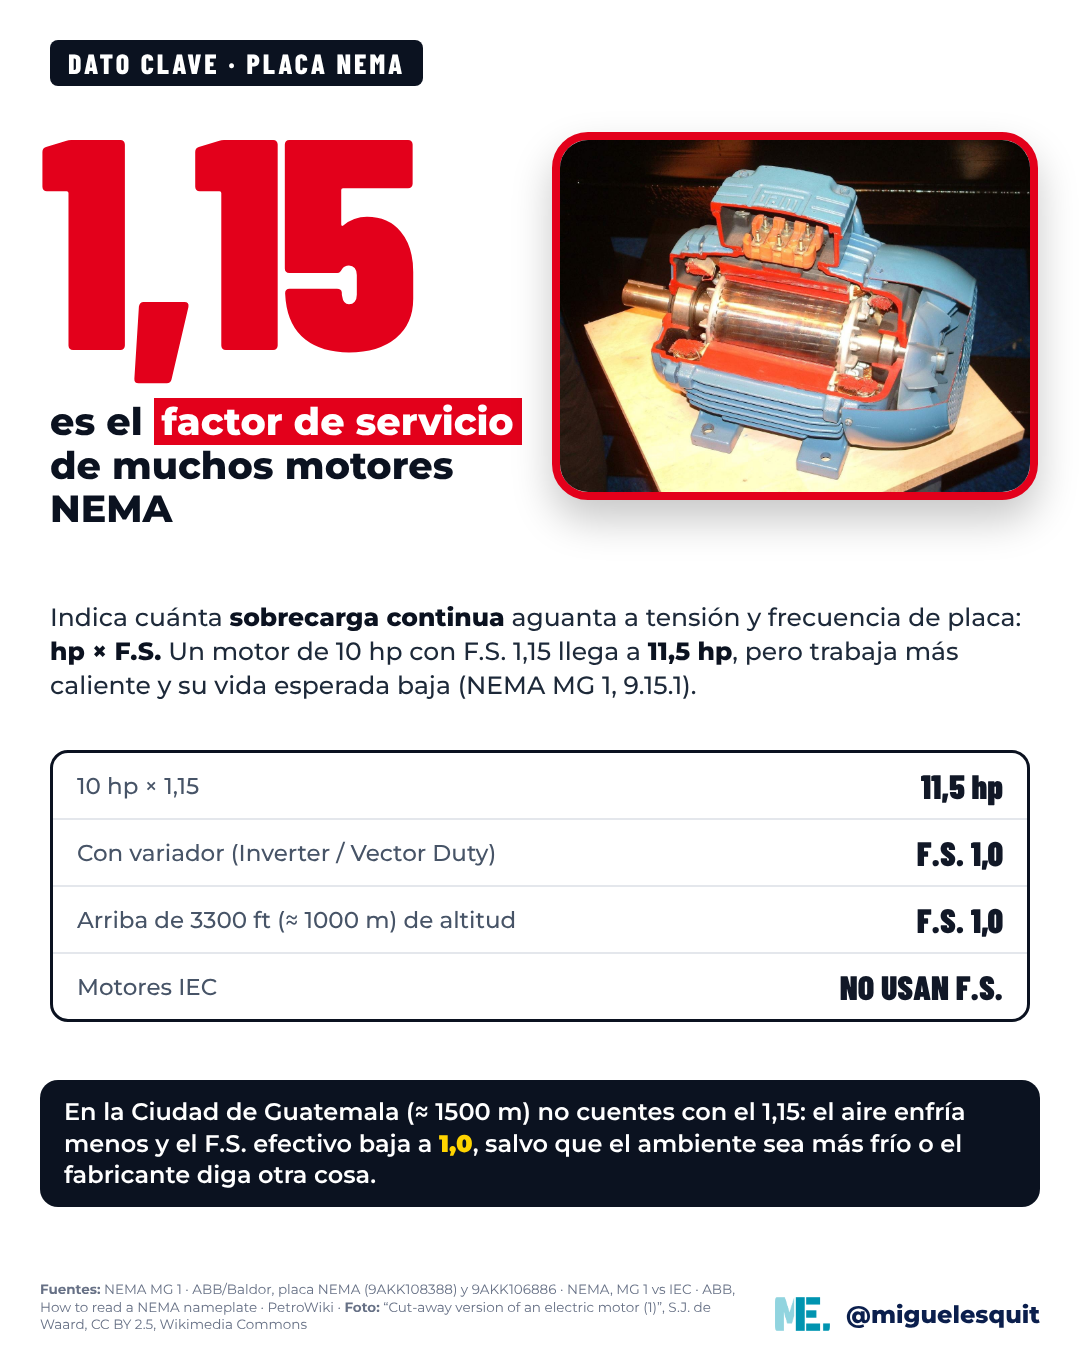 DATO CLAVE · PLACA NEMA
1,15
es el factor de servicio
de muchos motores
NEMA
Indica cuánta sobrecarga continua aguanta a tensión y frecuencia de placa:
hp × F.S. Un motor de 10 hp con F.S. 1,15 llega a 11,5 hp, pero trabaja más
caliente y su vida esperada baja (NEMA MG 1, 9.15.1).
10 hp × 1,15
11,5 hp
Con variador (Inverter / Vector Duty)
F.S. 1,0
Arriba de 3300 ft (≈ 1000 m) de altitud
F.S. 1,0
Motores IEC
NO USAN F.S.
En la Ciudad de Guatemala (≈ 1500 m) no cuentes con el 1,15: el aire enfría
menos y el F.S. efectivo baja a 1,0, salvo que el ambiente sea más frío o el
fabricante diga otra cosa.
Fuentes: NEMA MG 1 · ABB/Baldor, placa NEMA (9AKK108388) y 9AKK106886 · NEMA, MG 1 vs IEC · ABB,
How to read a NEMA nameplate · PetroWiki · Foto: “Cut-away version of an electric motor (1)”, S.J. de
Waard, CC BY 2.5, Wikimedia Commons
ME.
@miguelesquit